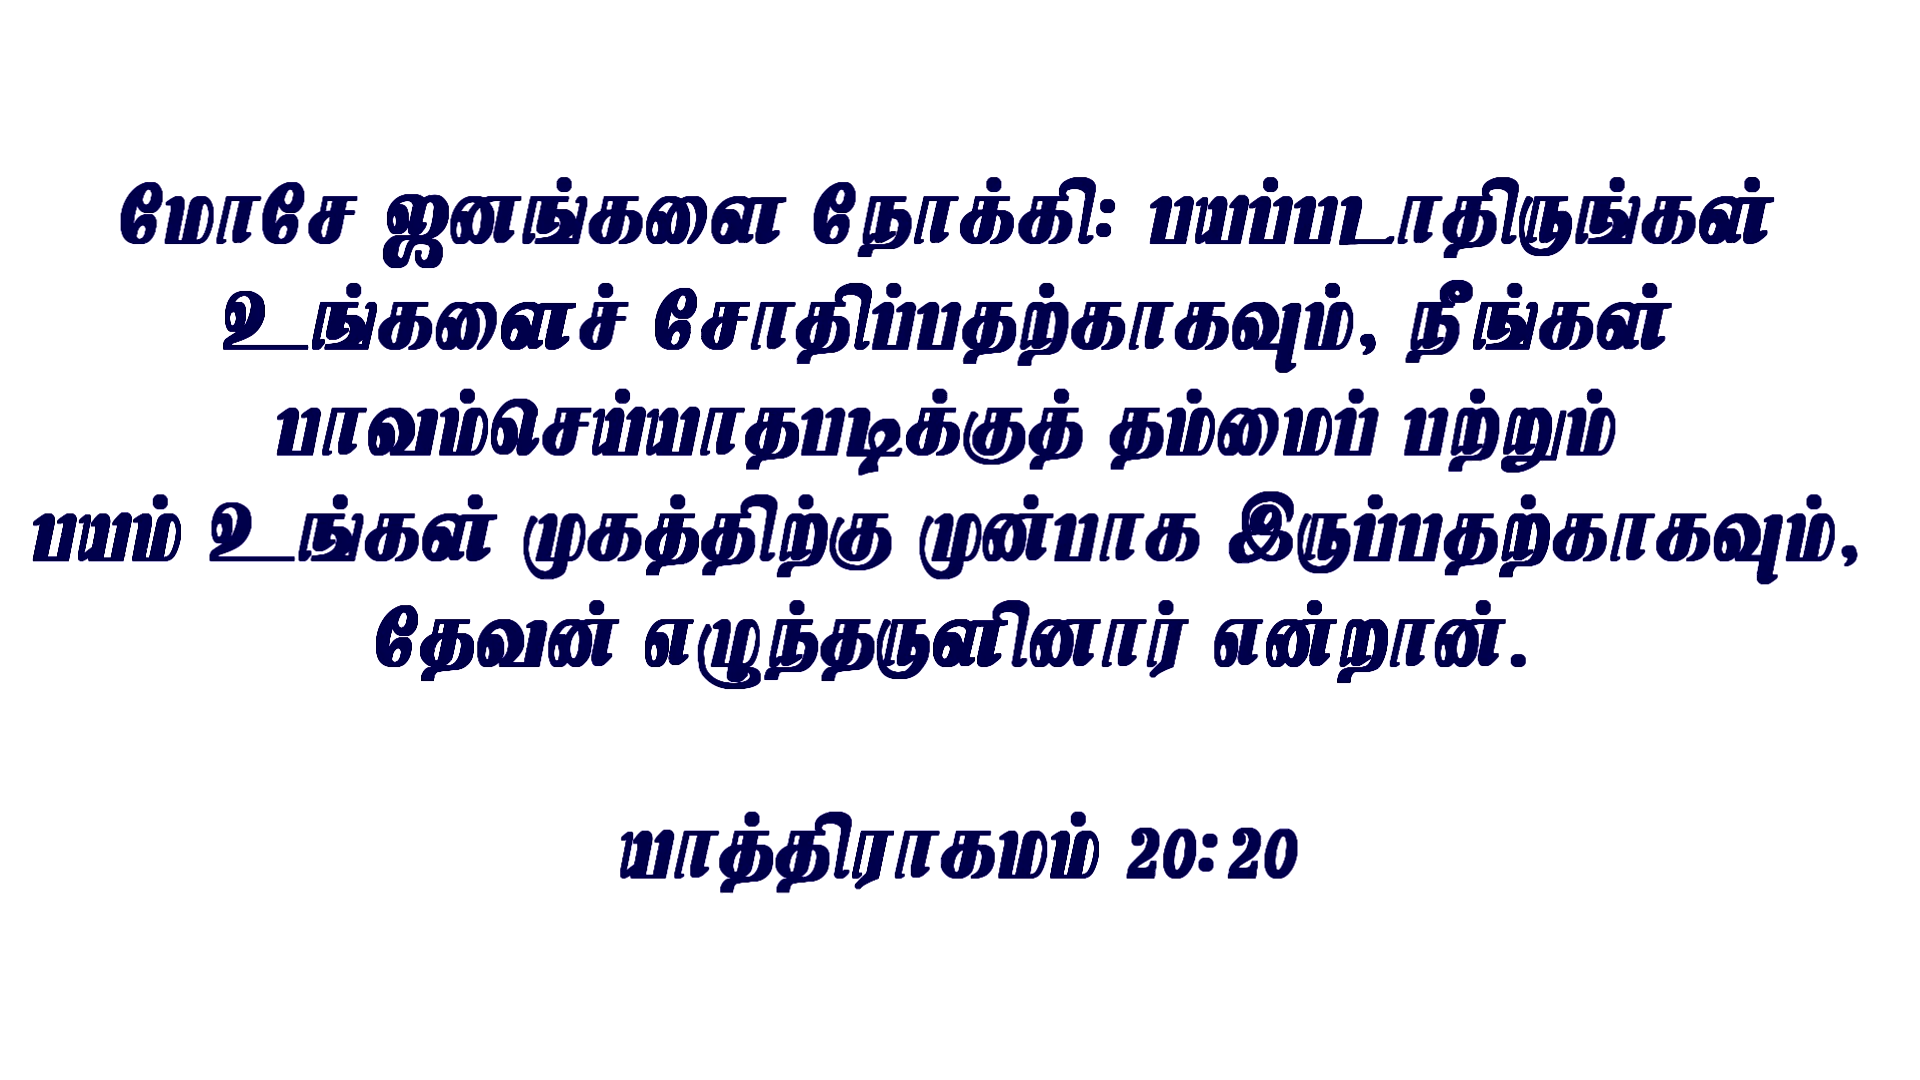 மோசே ஜனங்களை நோக்கி: பயப்படாதிருங்கள்
உங்களைச் சோதிப்பதற்காகவும், நீங்கள்
பாவம்செய்யாதபடிக்குத் தம்மைப் பற்றும்
பயம் உங்கள் முகத்திற்கு முன்பாக இருப்பதற்காகவும்,
தேவன் எழுந்தருளினார் என்றான்.
யாத்திராகமம் 20:20